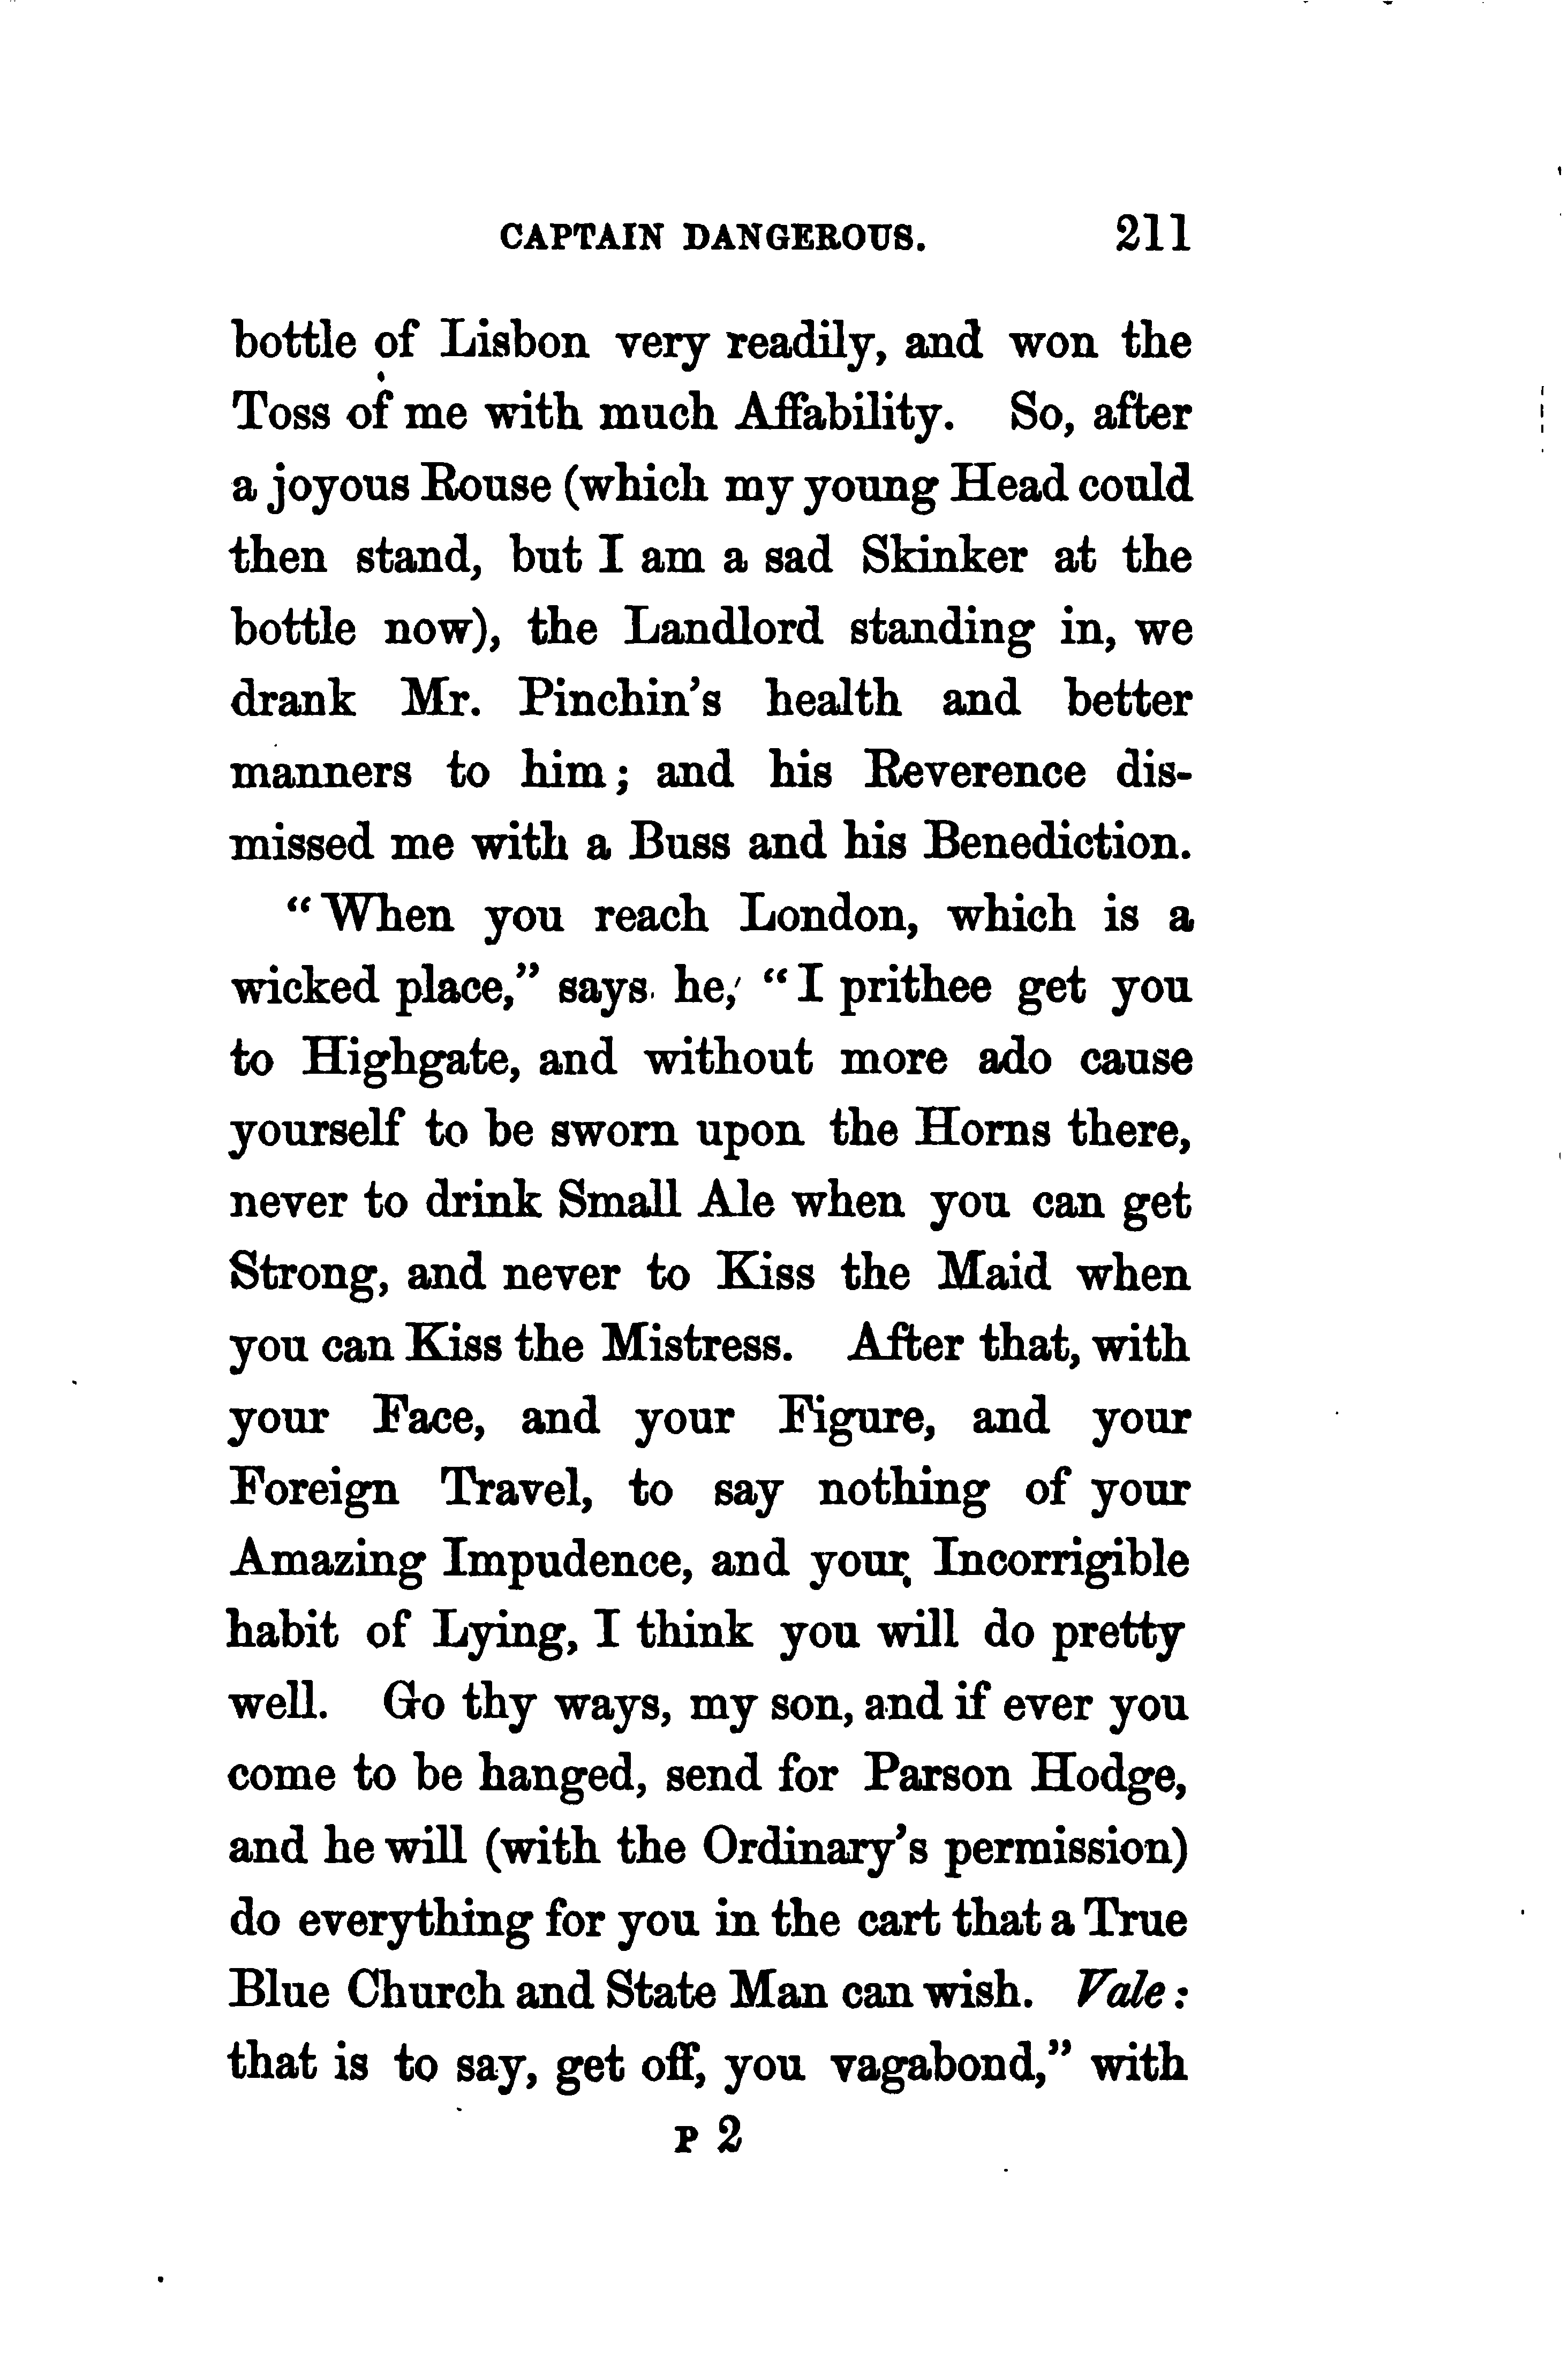 CAPTAIN DANGEROUS. 211
bottle of Lisbon very readily, and won the
Toss of me with much Affability. So, after
a joyous Rouse (which my young Head could
then stand, but I am a sad Skinker at the
bottle now), the Landlord standing in, we
drank Mr. Pinchin's health and better
manners to him; and his Reverence dis-
missed me with a Buss and his Benediction.
"When you reach London, which is a
wicked place," says he, "I prithee get you
to Highgate, and without more ado cause
yourself to be sworn upon the Horns there,
never to drink Small Ale when you can get
Strong, and never to Kiss the Maid when
you can Kiss the Mistress. After that, with
your Face, and your Figure, and your
Foreign Travel, to say nothing of your
Amazing Impudence, and your Incorrigible
habit of Lying, I think you will do pretty
well. Go thy ways, my son, and if ever you
come to be hanged, send for Parson Hodge,
and he will (with the Ordinary's permission)
do everything for you in the cart that a True
Blue Church and State Man can wish. Vale:
that is to say, get off, you vagabond," with
P 2